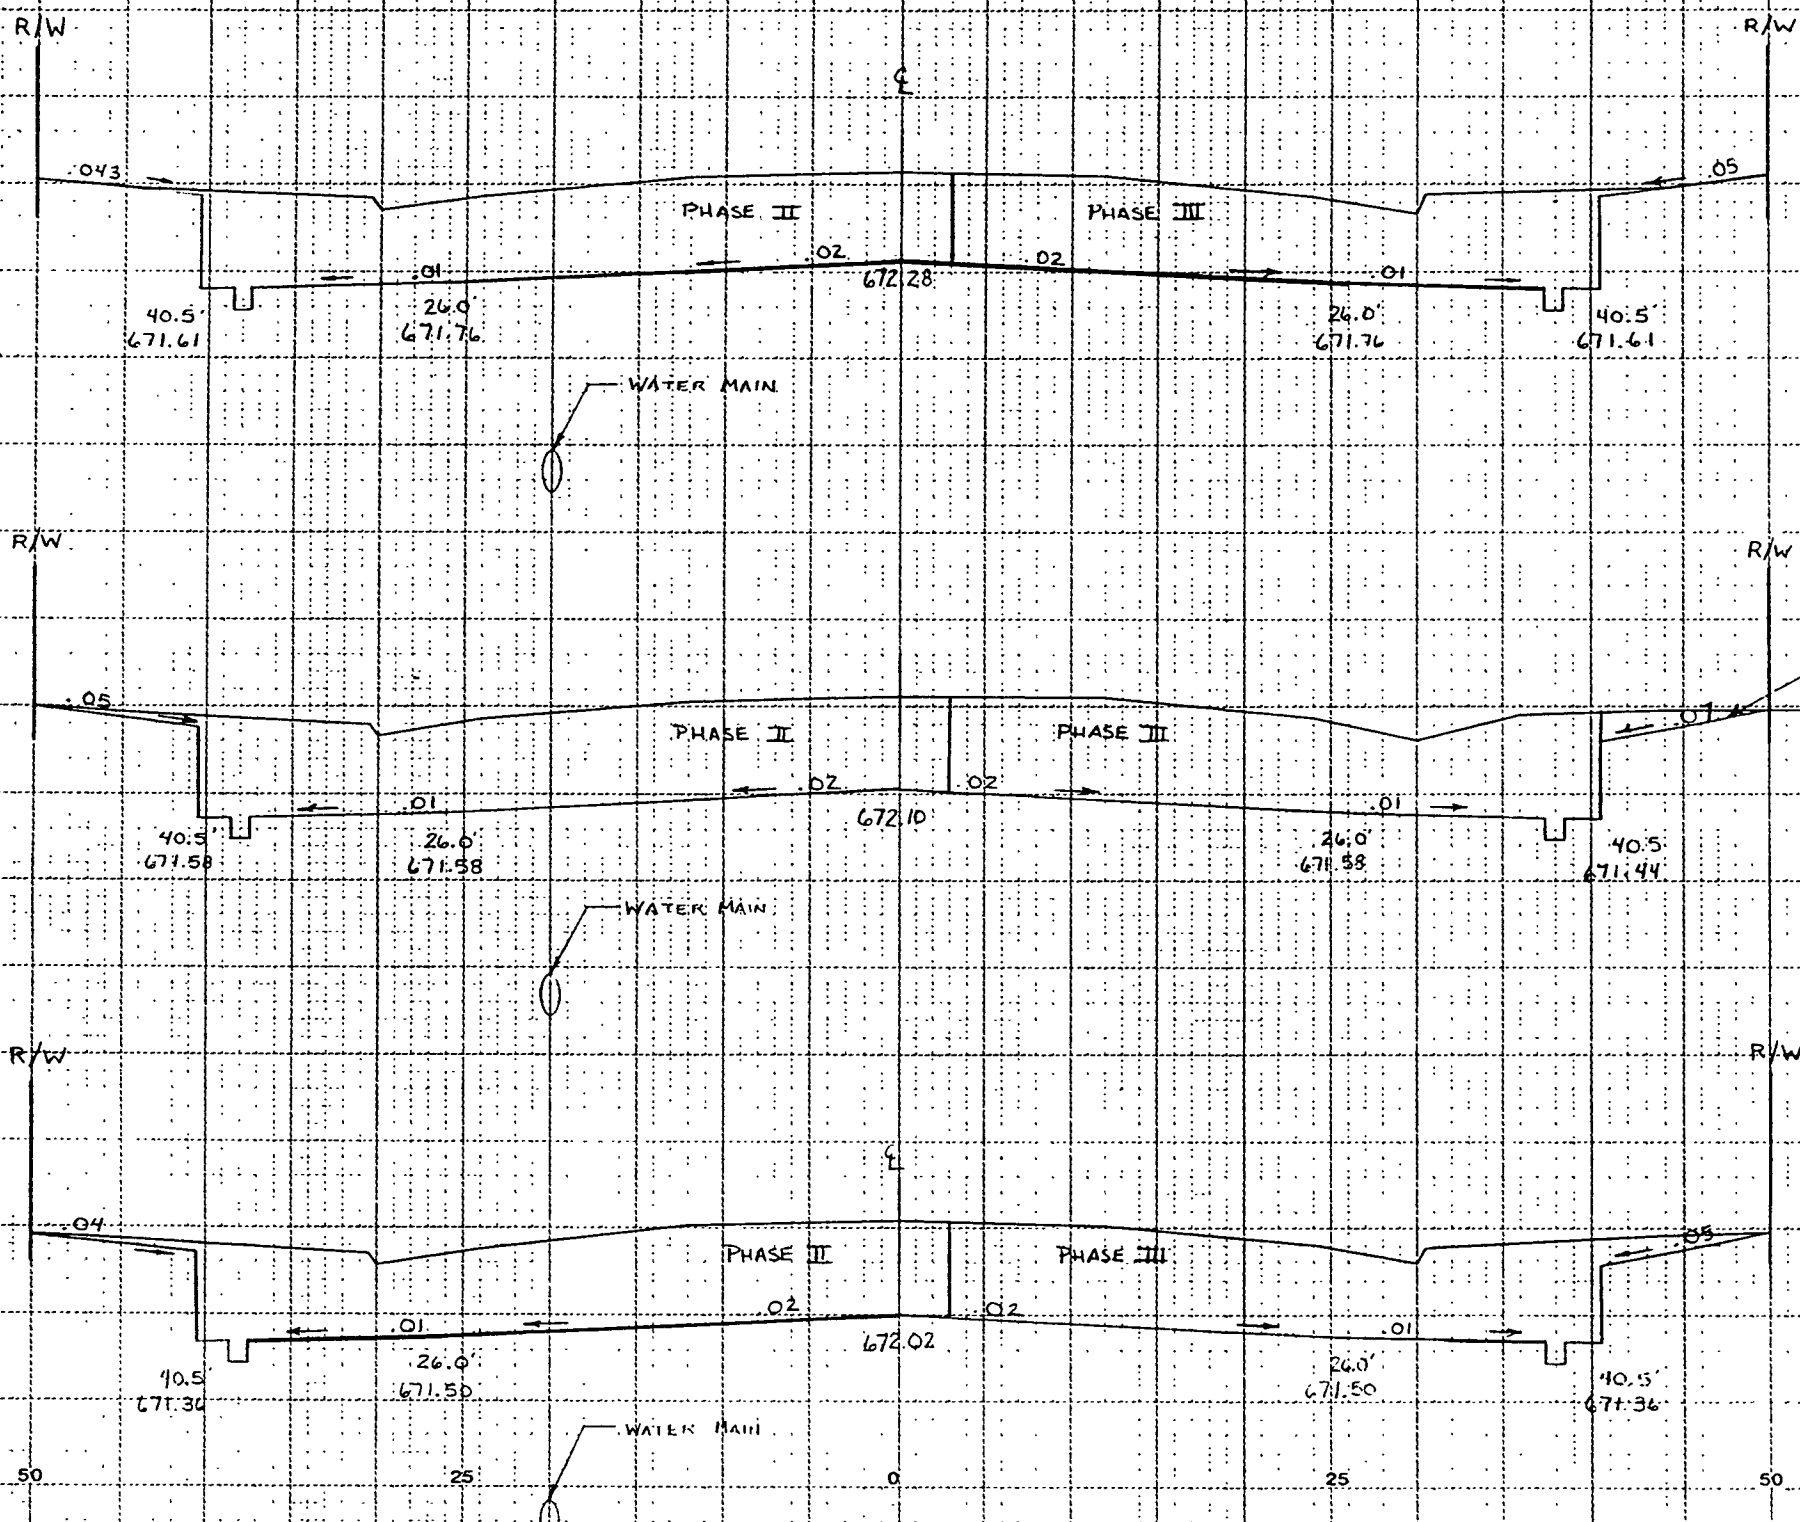 R/W R/W
℄
.043 .05
PHASE II PHASE III
.01 .02 .02 .01
672.28
40.5' 26.0' 26.0' 40.5'
671.61 671.76 671.76 671.61
WATER MAIN
R/W R/W
.05 .07
PHASE II PHASE III
.01 .02 .02 .01
672.10
40.5' 26.0' 26.0' 40.5
671.58 671.58 671.58 671.44
WATER MAIN
R/W R/W
℄
.04 .05
PHASE II PHASE III
.01 .02 .02 .01
672.02
40.5' 26.0' 26.0' 40.5'
671.36 671.50 671.50 671.36
WATER MAIN
50 25 0 25 50